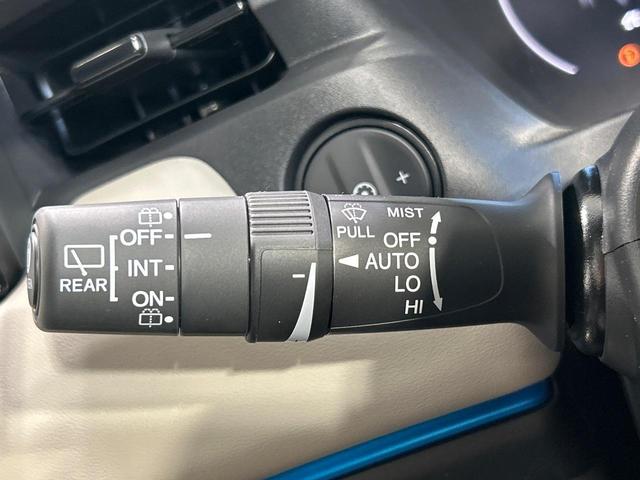 OFF
INT
ON
REAR
MIST
PULL
OFF
AUTO
LO
HI